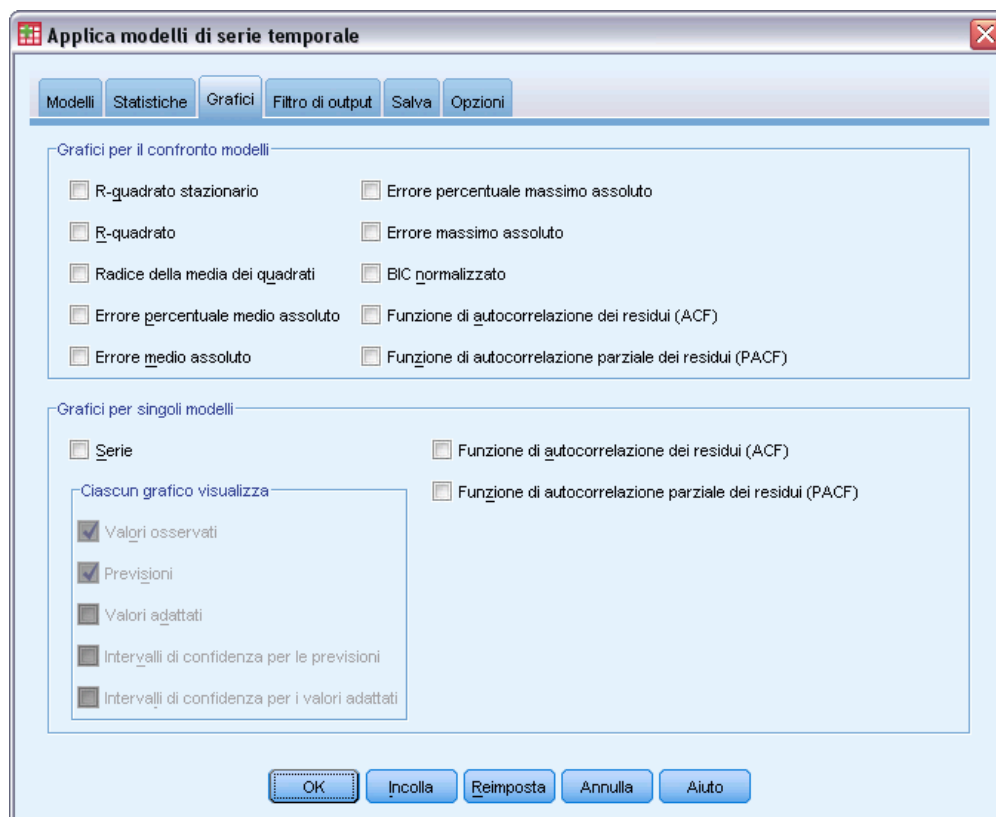 Applica modelli di serie temporale
Modelli Statistiche Grafici Filtro di output Salva Opzioni
Grafici per il confronto modelli
R-quadrato stazionario
R-quadrato
Radice della media dei quadrati
Errore percentuale medio assoluto
Errore medio assoluto
Errore percentuale massimo assoluto
Errore massimo assoluto
BIC normalizzato
Funzione di autocorrelazione dei residui (ACF)
Funzione di autocorrelazione parziale dei residui (PACF)
Grafici per singoli modelli
Serie
Ciascun grafico visualizza
Valori osservati
Previsioni
Valori adattati
Intervalli di confidenza per le previsioni
Intervalli di confidenza per i valori adattati
Funzione di autocorrelazione dei residui (ACF)
Funzione di autocorrelazione parziale dei residui (PACF)
OK Incolla Reimposta Annulla Aiuto